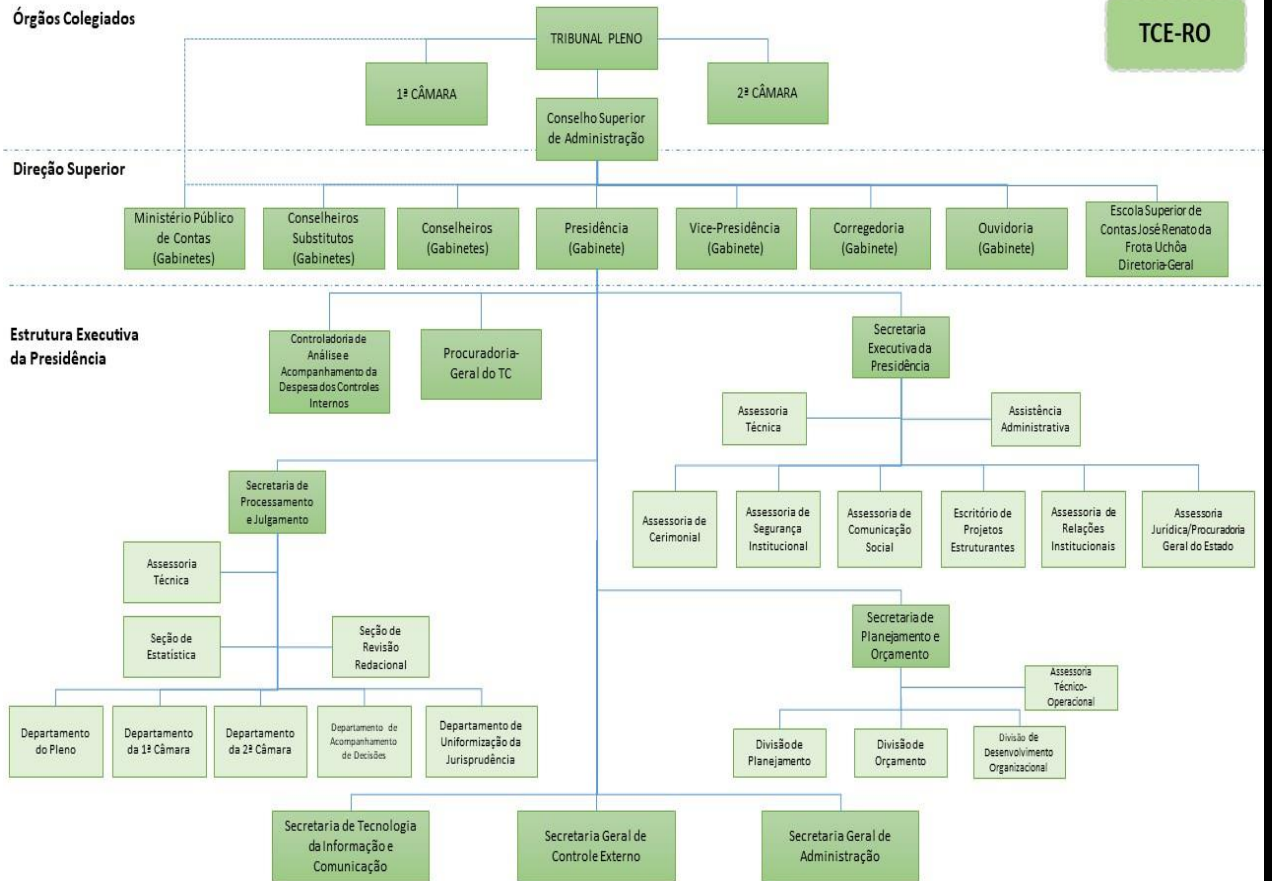 Órgãos Colegiados
TCE-RO
TRIBUNAL PLENO
1ª CÂMARA
2ª CÂMARA
Conselho Superior
de Administração
Direção Superior
Ministério Público
de Contas
(Gabinetes)
Conselheiros
Substitutos
(Gabinetes)
Conselheiros
(Gabinetes)
Presidência
(Gabinete)
Vice-Presidência
(Gabinete)
Corregedoria
(Gabinete)
Ouvidoria
(Gabinete)
Escola Superior de
Contas José Renato da
Frota Uchôa
Diretoria-Geral
Estrutura Executiva
da Presidência
Controladoria de
Análise e
Acompanhamento da
Despesa dos Controles
Internos
Procuradoria-
Geral do TC
Secretaria
Executiva da
Presidência
Assessoria
Técnica
Assistência
Administrativa
Assessoria de
Cerimonial
Assessoria de
Segurança
Institucional
Assessoria de
Comunicação
Social
Escritório de
Projetos
Estruturantes
Assessoria de
Relações
Institucionais
Assessoria
Jurídica/Procuradoria
Geral do Estado
Secretaria de
Processamento
e Julgamento
Assessoria
Técnica
Seção de
Estatística
Seção de
Revisão
Redacional
Departamento
do Pleno
Departamento
da 1ª Câmara
Departamento
da 2ª Câmara
Departamento de
Acompanhamento
de Decisões
Departamento de
Uniformização da
Jurisprudência
Secretaria de
Planejamento e
Orçamento
Assessoria
Técnico-
Operacional
Divisão de
Planejamento
Divisão de
Orçamento
Divisão de
Desenvolvimento
Organizacional
Secretaria de Tecnologia
da Informação e
Comunicação
Secretaria Geral de
Controle Externo
Secretaria Geral de
Administração